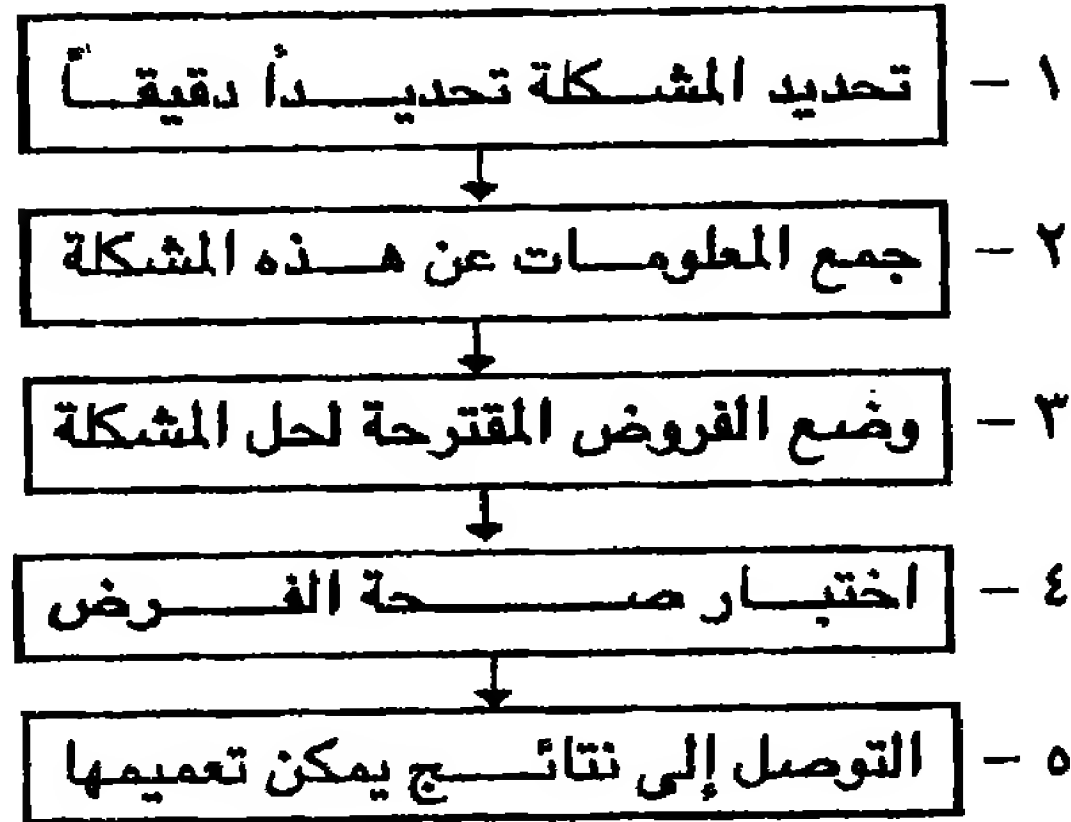 ١ - تحديد المشكلة تحديداً دقيقاً
٢ - جمع المعلومات عن هذه المشكلة
٣ - وضع الفروض المقترحة لحل المشكلة
٤ - اختبار صحة الفرض
٥ - التوصل إلى نتائج يمكن تعميمها